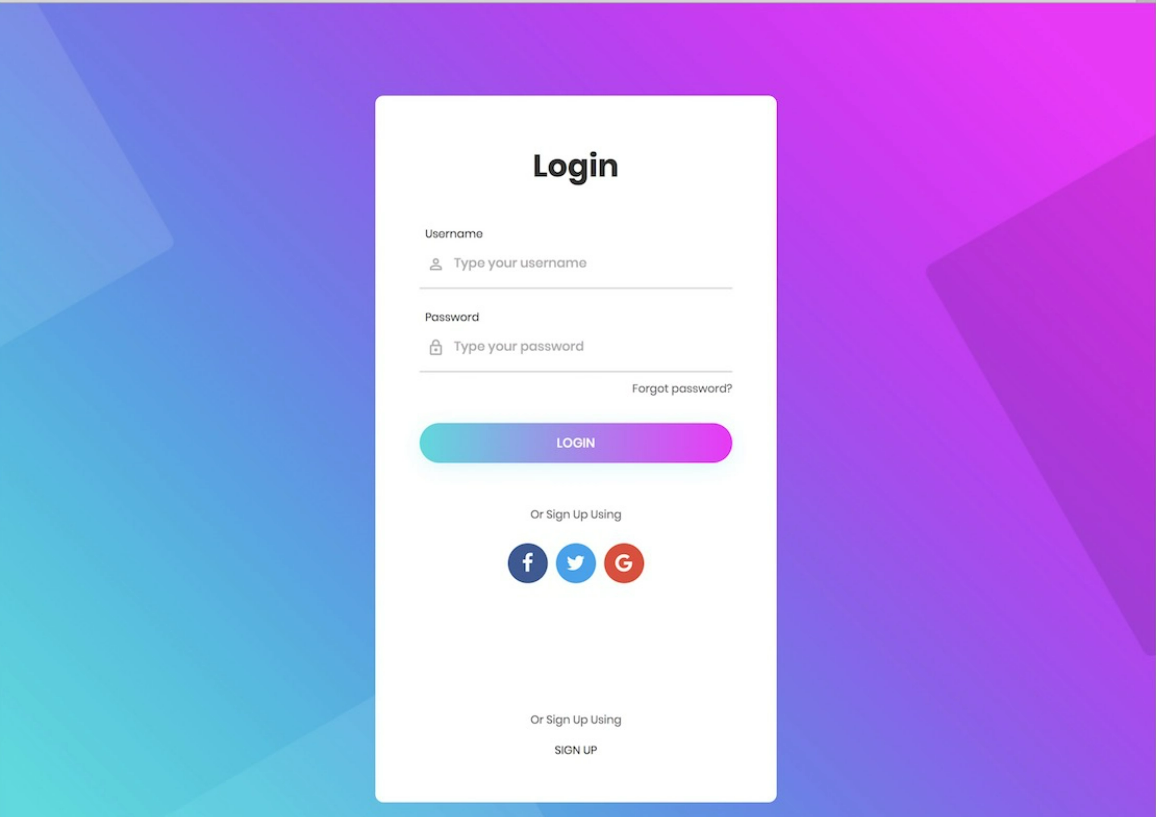 Login
Username
Type your username
Password
Type your password
Forgot password?
LOGIN
Or Sign Up Using
f G
Or Sign Up Using
SIGN UP